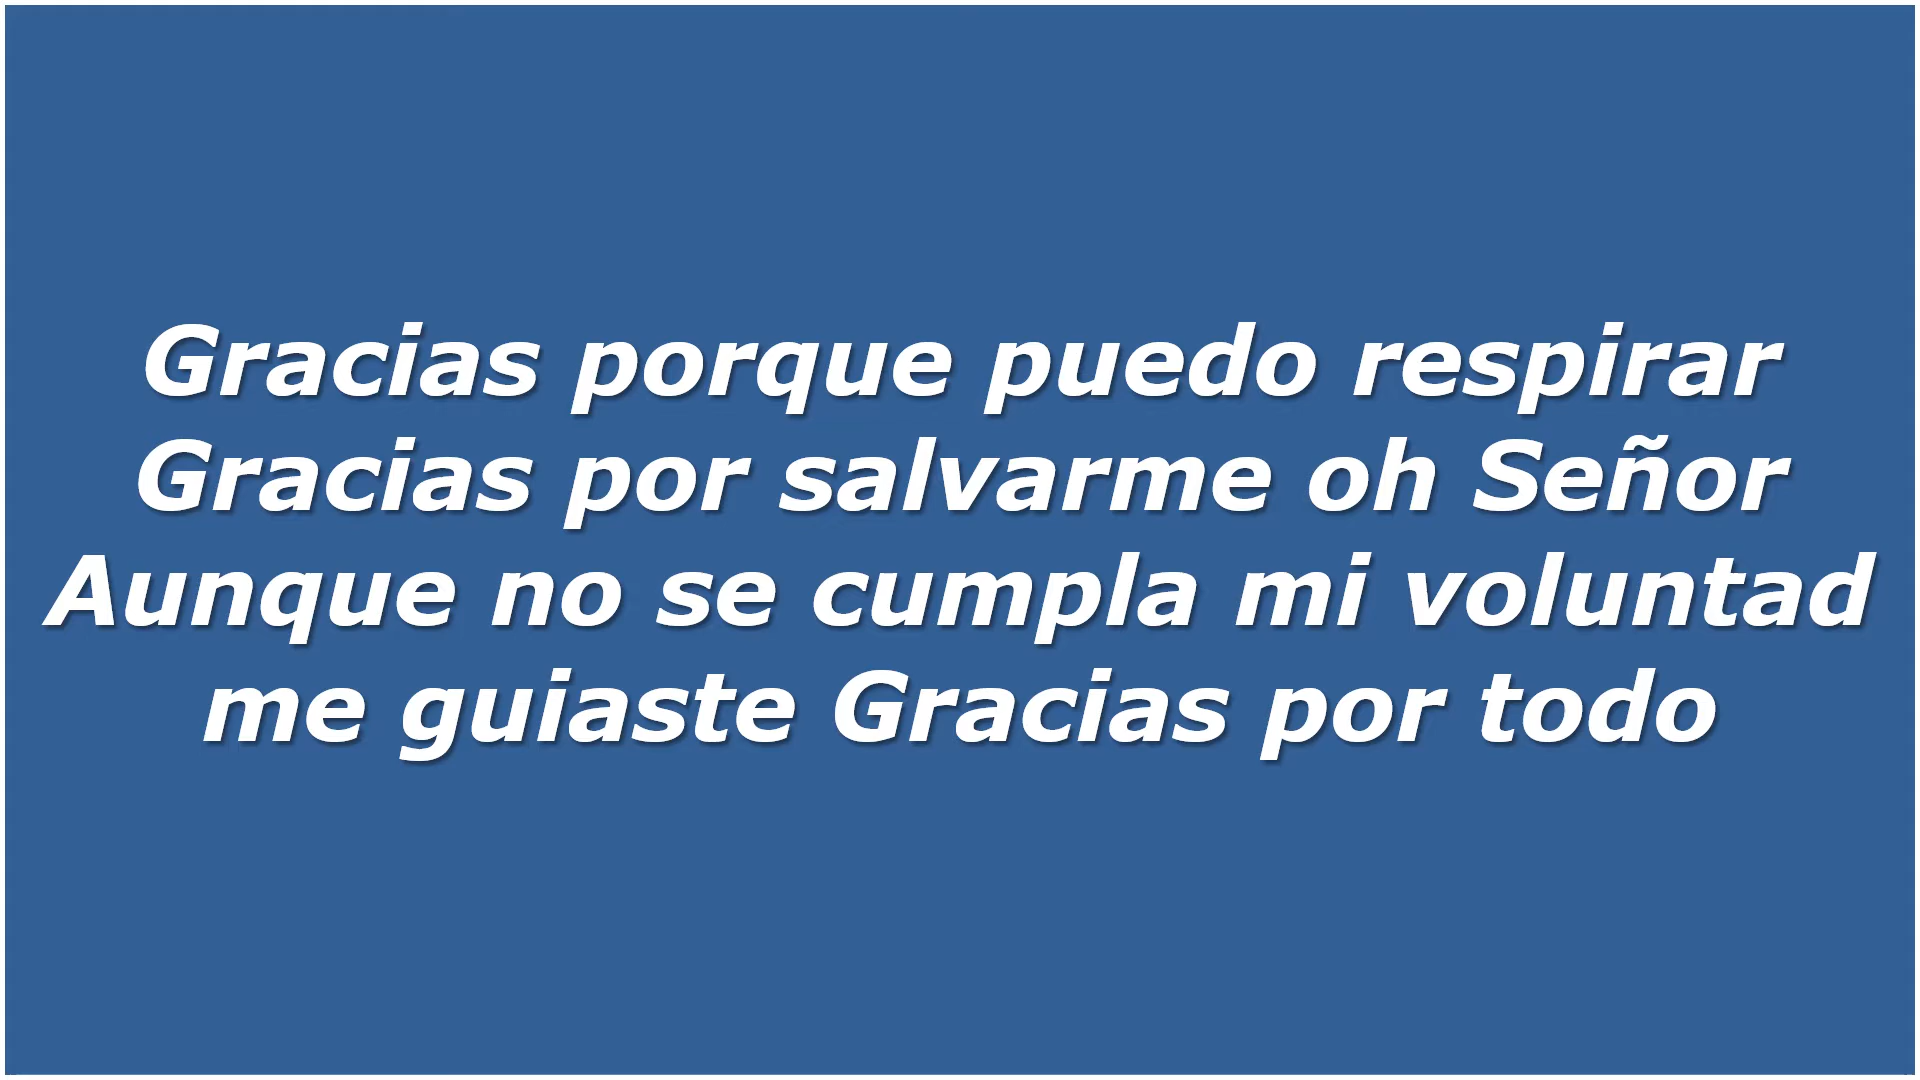 Gracias porque puedo respirar
Gracias por salvarme oh Señor
Aunque no se cumpla mi voluntad
me guiaste Gracias por todo